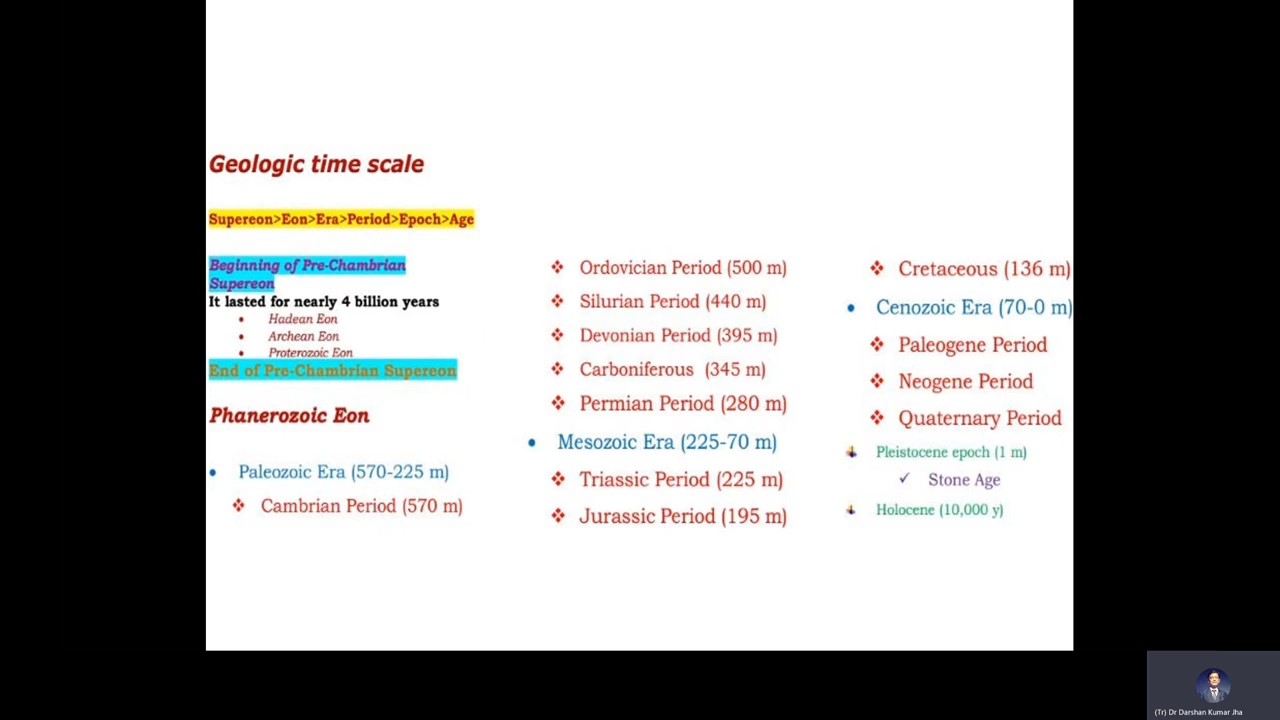 Geologic time scale
Supereon>Eon>Era>Period>Epoch>Age
Beginning of Pre-Chambrian
Supereon
It lasted for nearly 4 billion years
Hadean Eon
Archean Eon
Proterozoic Eon
End of Pre-Chambrian Supereon
Phanerozoic Eon
Paleozoic Era (570-225 m)
Cambrian Period (570 m)
Ordovician Period (500 m)
Silurian Period (440 m)
Devonian Period (395 m)
Carboniferous (345 m)
Permian Period (280 m)
Mesozoic Era (225-70 m)
Triassic Period (225 m)
Jurassic Period (195 m)
Cretaceous (136 m)
Cenozoic Era (70-0 m)
Paleogene Period
Neogene Period
Quaternary Period
Pleistocene epoch (1 m)
Stone Age
Holocene (10,000 y)
(Tr) Dr Darshan Kumar Jha